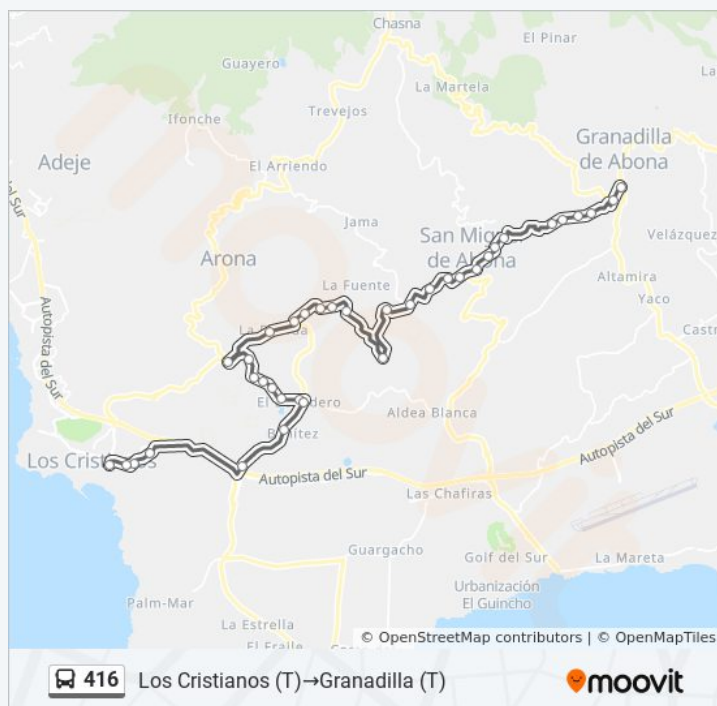 Chasna
El Pinar
Guayero
La Martela
Trevejos
Ifonche
Granadilla
de Abona
Adeje
El Arriendo
Jama
Velázquez
San Mig
de Abona
Arona
Altamira
La Fuente
Yaco
Autopista del Sur
Aldea Blanca
Benítez
Los Cristianos
Autopista del Sur
Autopista del Sur
Las Chafiras
Guargacho
Golf del Sur
La Mareta
Urbanización
El Guincho
Palm-Mar
La Estrella
El Fraile
© OpenStreetMap contributors | © OpenMapTiles
416 Los Cristianos (T)→Granadilla (T)
moovit